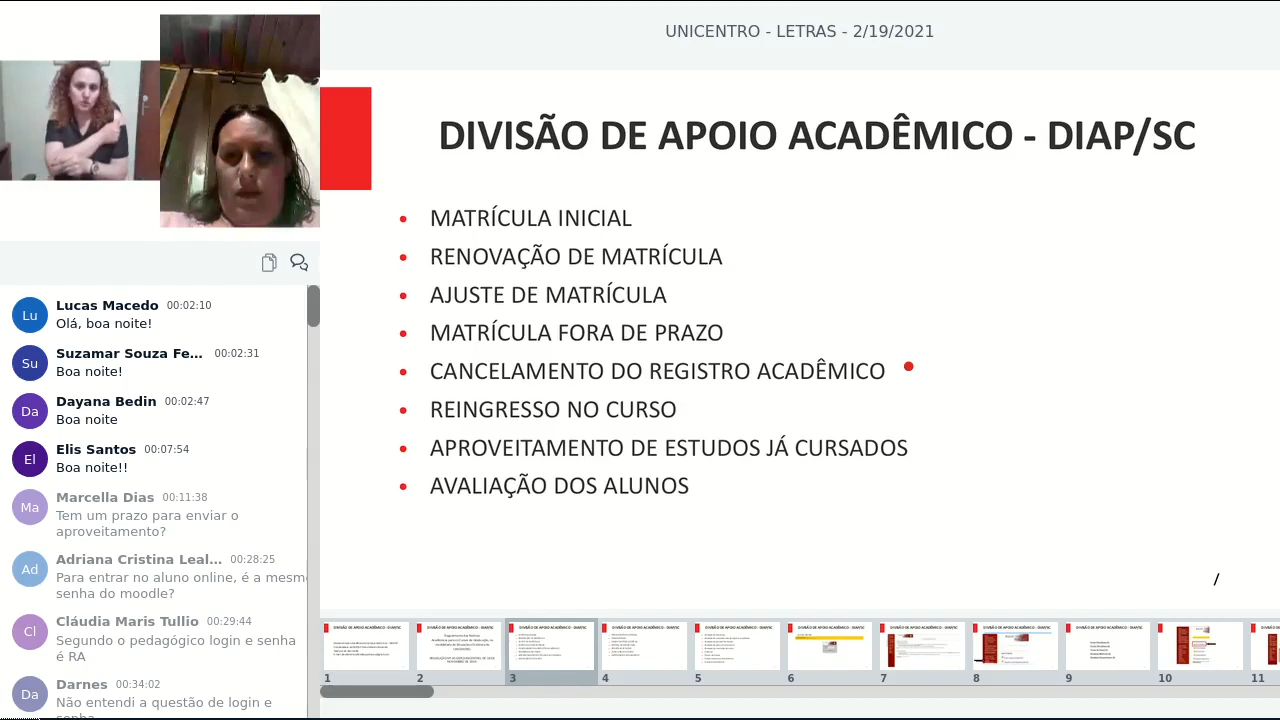 UNICENTRO - LETRAS - 2/19/2021
DIVISÃO DE APOIO ACADÊMICO - DIAP/SC
• MATRÍCULA INICIAL
• RENOVAÇÃO DE MATRÍCULA
• AJUSTE DE MATRÍCULA
• MATRÍCULA FORA DE PRAZO
• CANCELAMENTO DO REGISTRO ACADÊMICO
• REINGRESSO NO CURSO
• APROVEITAMENTO DE ESTUDOS JÁ CURSADOS
• AVALIAÇÃO DOS ALUNOS
/
Lu
Lucas Macedo 00:02:10
Olá, boa noite!
Su
Suzamar Souza Fe... 00:02:31
Boa noite!
Da
Dayana Bedin 00:02:47
Boa noite
El
Elis Santos 00:07:54
Boa noite!!
Ma
Marcella Dias 00:11:38
Tem um prazo para enviar o
aproveitamento?
Ad
Adriana Cristina Leal... 00:28:25
Para entrar no aluno online, é a mesm
senha do moodle?
Cl
Cláudia Maris Tullio 00:29:44
Segundo o pedagógico login e senha
é RA
Da
Darnes 00:34:02
Não entendi a questão de login e
senha
1 2 3 4 5 6 7 8 9 10 11